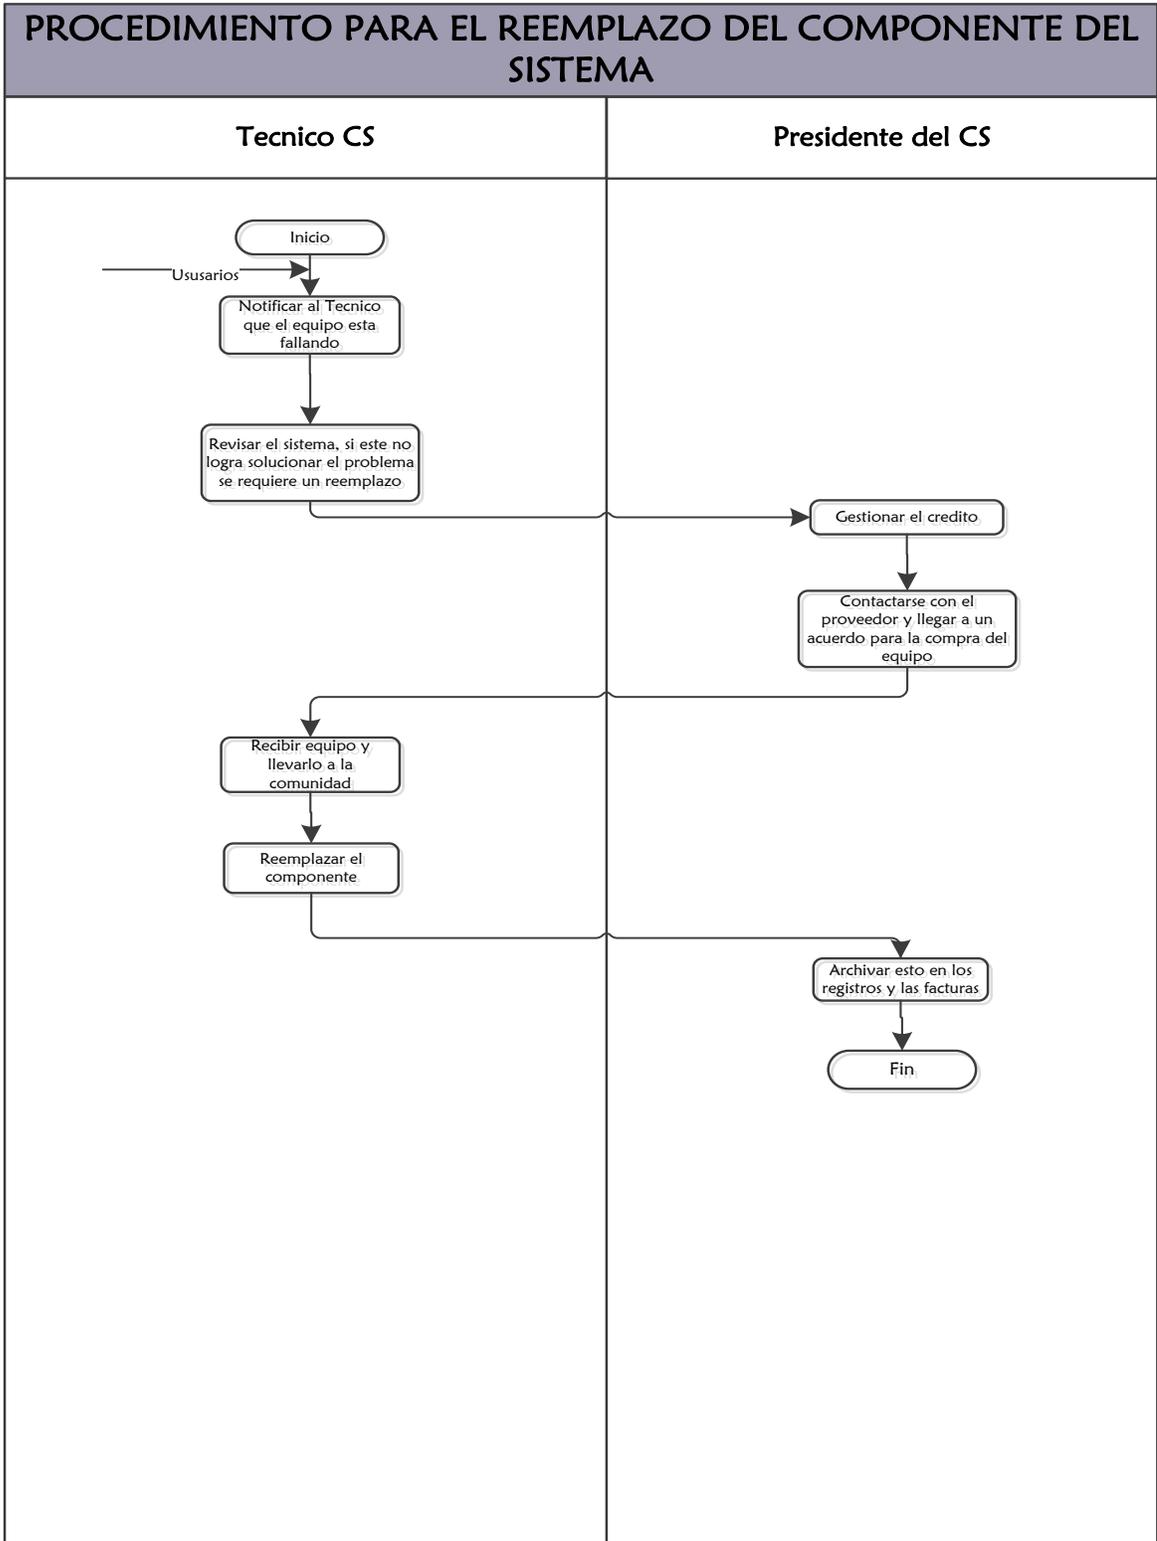 PROCEDIMIENTO PARA EL REEMPLAZO DEL COMPONENTE DEL
SISTEMA
Tecnico CS
Presidente del CS
Inicio
Ususarios
Notificar al Tecnico
que el equipo esta
fallando
Revisar el sistema, si este no
logra solucionar el problema
se requiere un reemplazo
Gestionar el credito
Contactarse con el
proveedor y llegar a un
acuerdo para la compra del
equipo
Recibir equipo y
llevarlo a la
comunidad
Reemplazar el
componente
Archivar esto en los
registros y las facturas
Fin